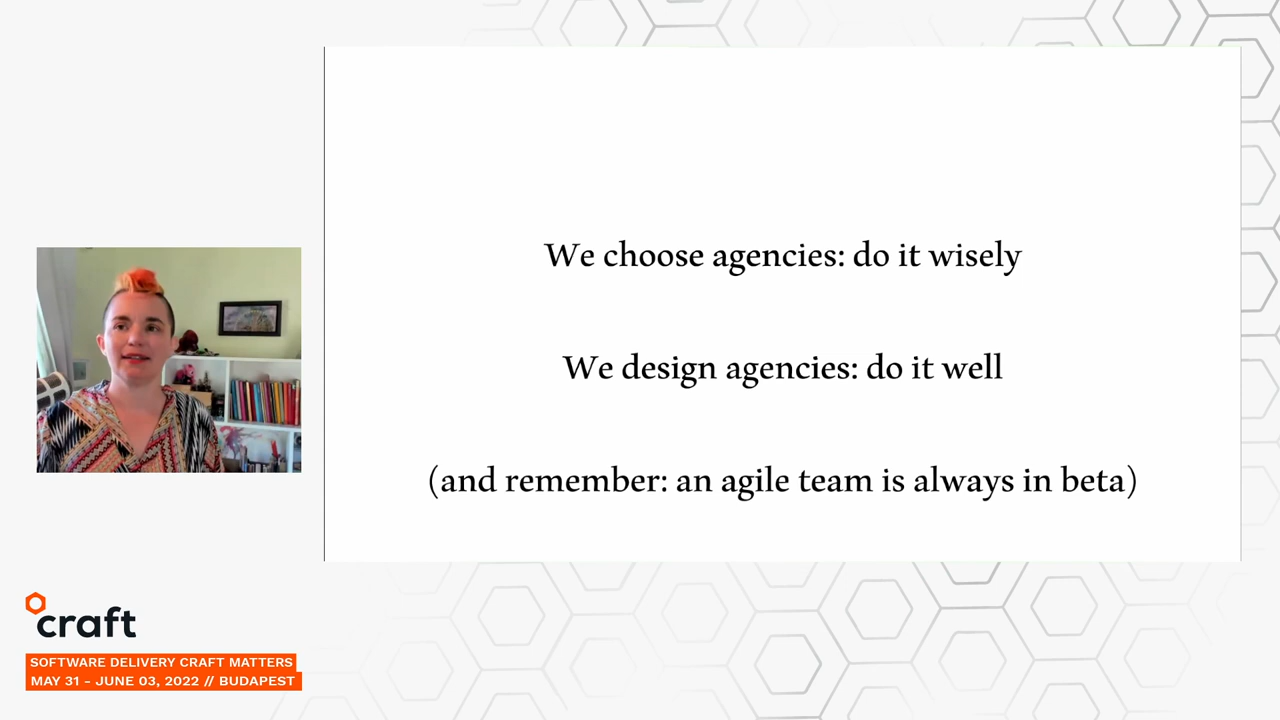 We choose agencies: do it wisely
We design agencies: do it well
(and remember: an agile team is always in beta)
craft
SOFTWARE DELIVERY CRAFT MATTERS
MAY 31 - JUNE 03, 2022 // BUDAPEST